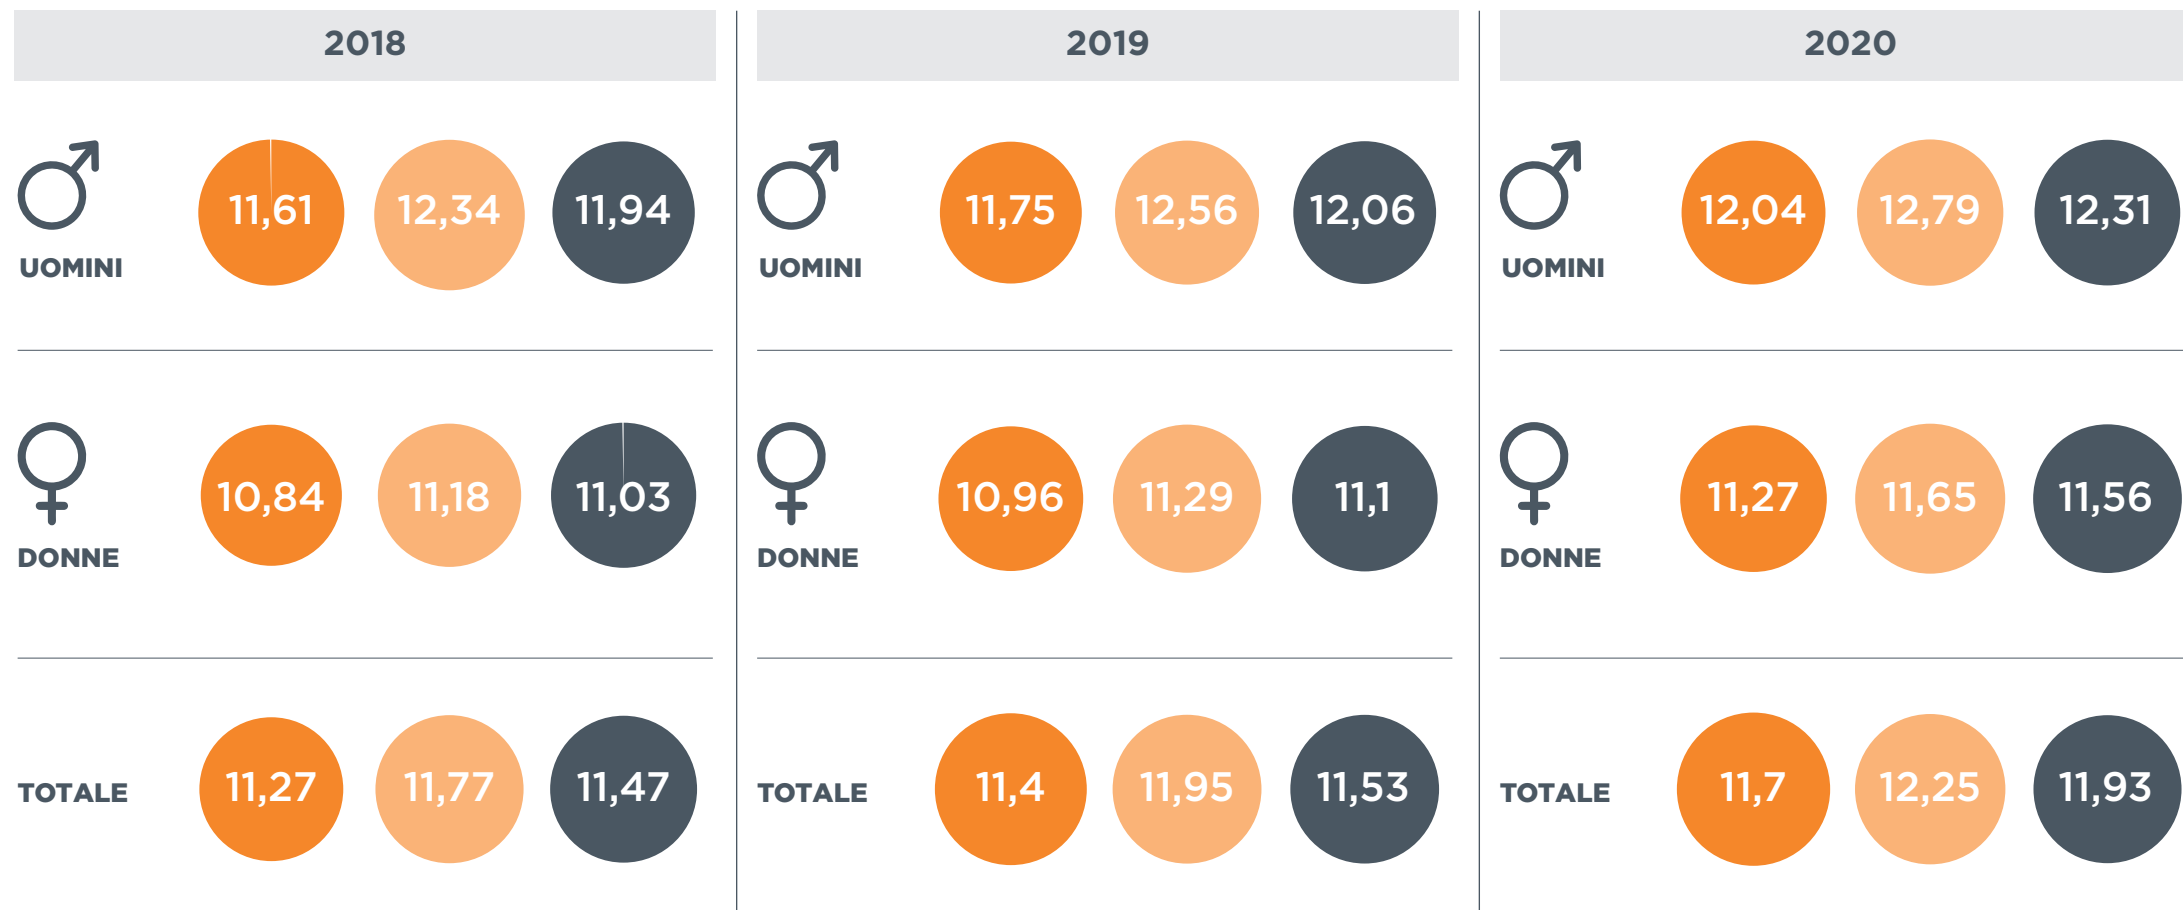 2018
2019
2020
11,61 12,34 11,94
UOMINI
11,75 12,56 12,06
UOMINI
12,04 12,79 12,31
UOMINI
10,84 11,18 11,03
DONNE
10,96 11,29 11,1
DONNE
11,27 11,65 11,56
DONNE
TOTALE 11,27 11,77 11,47
TOTALE 11,4 11,95 11,53
TOTALE 11,7 12,25 11,93